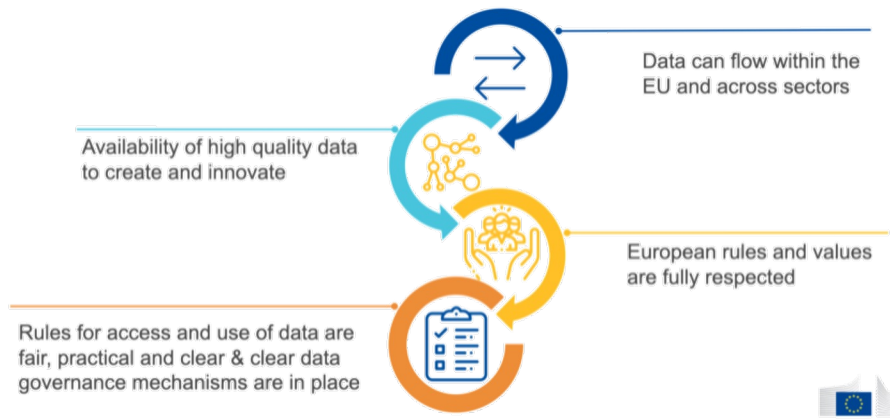 Data can flow within the
EU and across sectors
Availability of high quality data
to create and innovate
European rules and values
are fully respected
Rules for access and use of data are
fair, practical and clear & clear data
governance mechanisms are in place